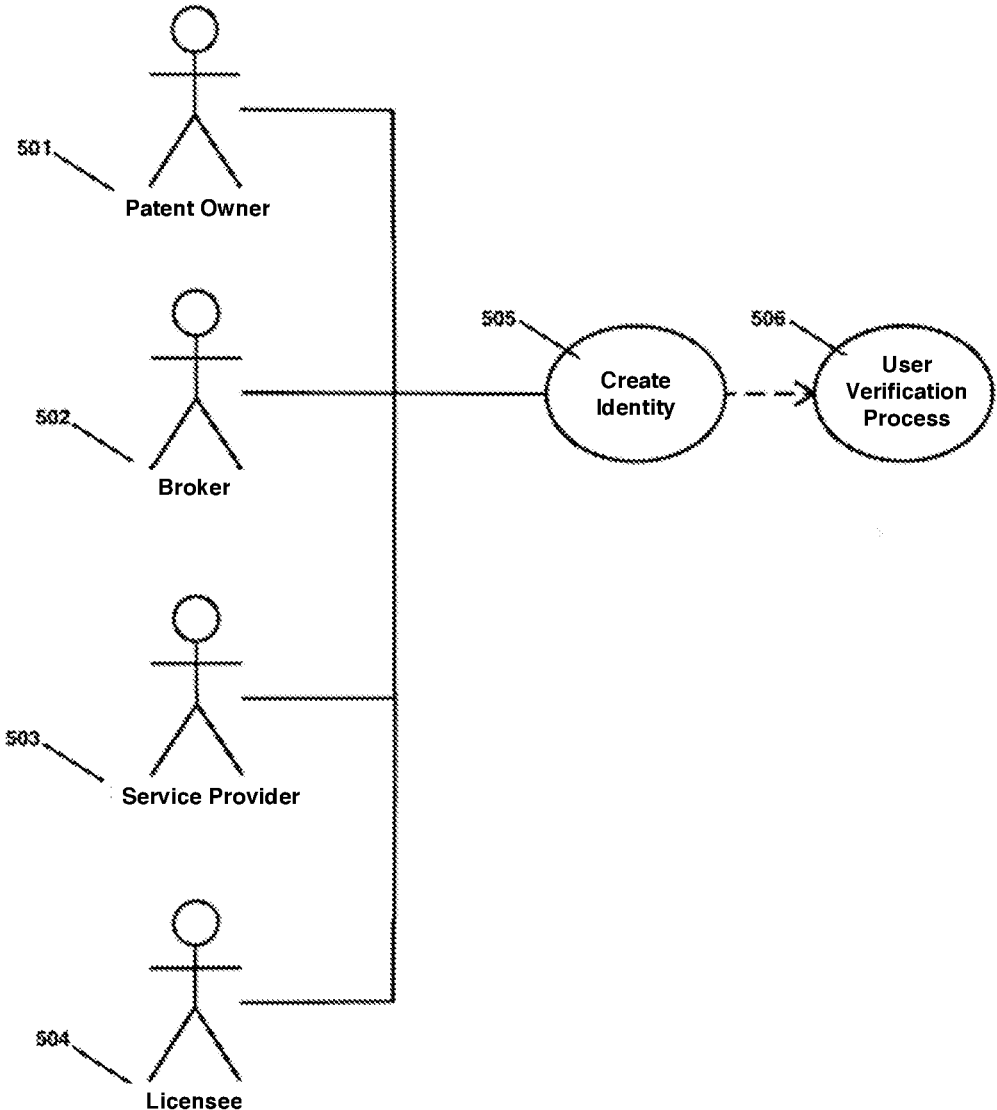 501
Patent Owner
502
Broker
503
Service Provider
504
Licensee
505
Create
Identity
506
User
Verification
Process